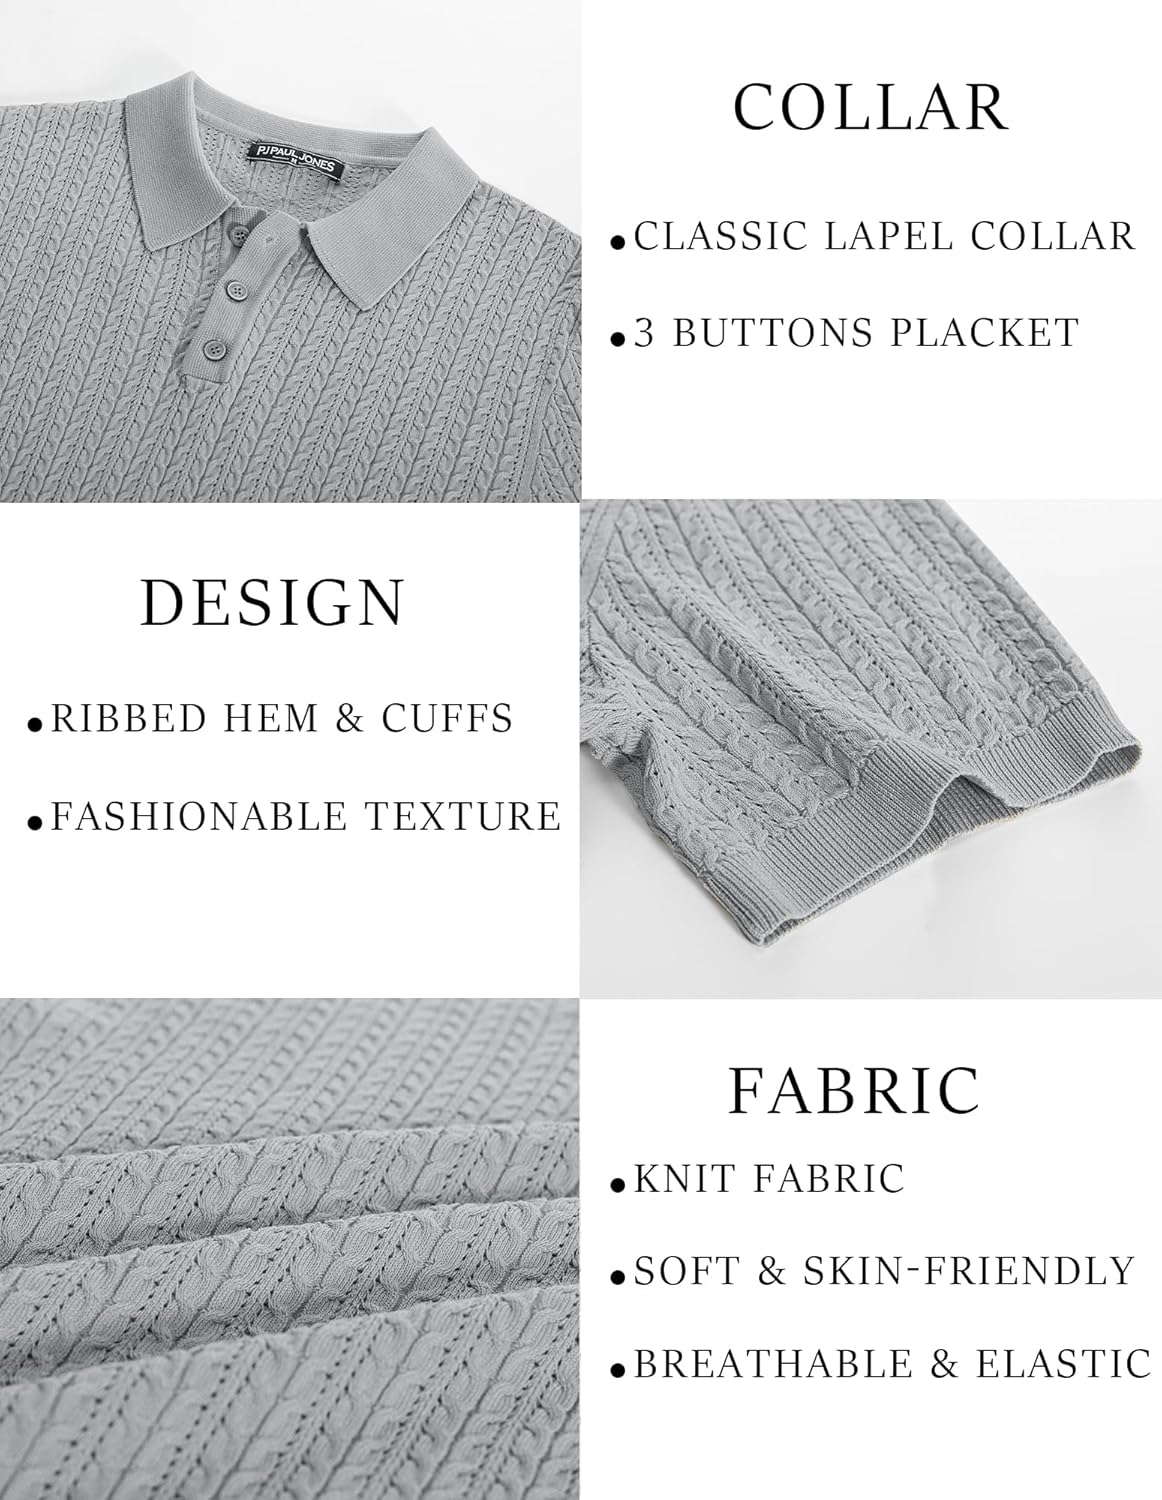 PJ PAUL JONES
COLLAR
●CLASSIC LAPEL COLLAR
●3 BUTTONS PLACKET
DESIGN
●RIBBED HEM & CUFFS
●FASHIONABLE TEXTURE
FABRIC
●KNIT FABRIC
●SOFT & SKIN-FRIENDLY
●BREATHABLE & ELASTIC